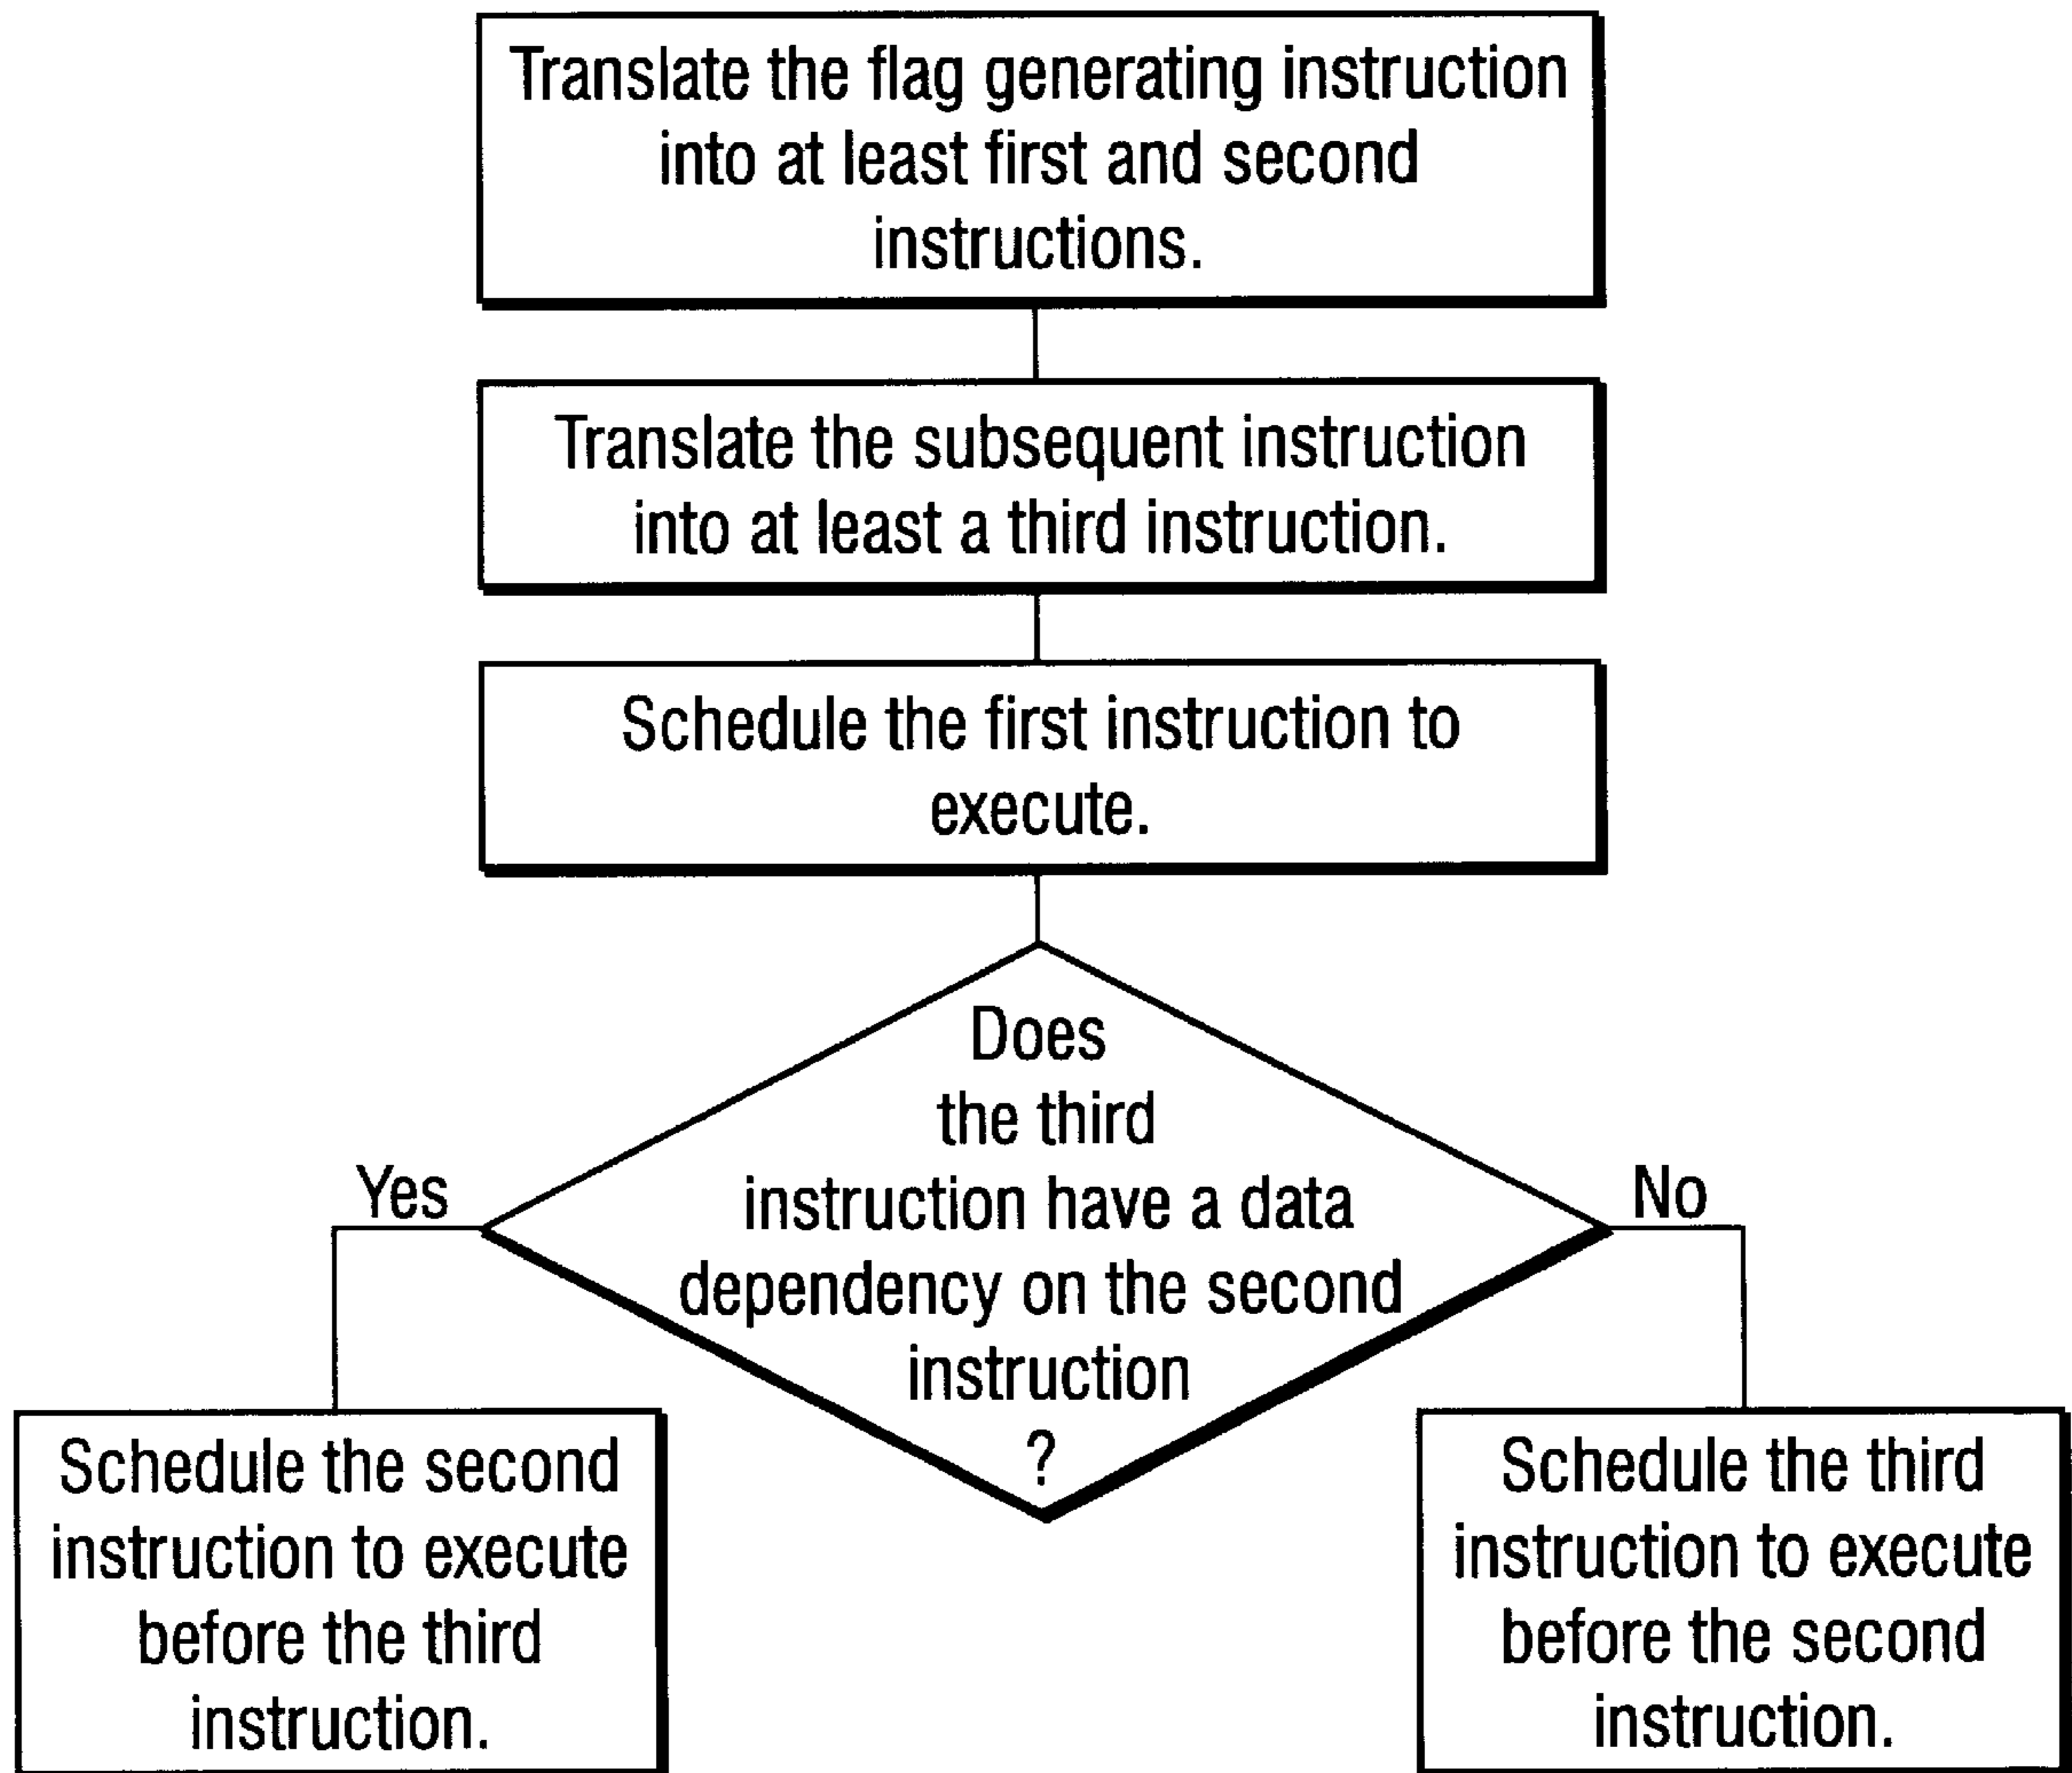 Translate the flag generating instruction
into at least first and second
instructions.
Translate the subsequent instruction
into at least a third instruction.
Schedule the first instruction to
execute.
Does
the third
instruction have a data
dependency on the second
instruction
?
Yes
No
Schedule the second
instruction to execute
before the third
instruction.
Schedule the third
instruction to execute
before the second
instruction.